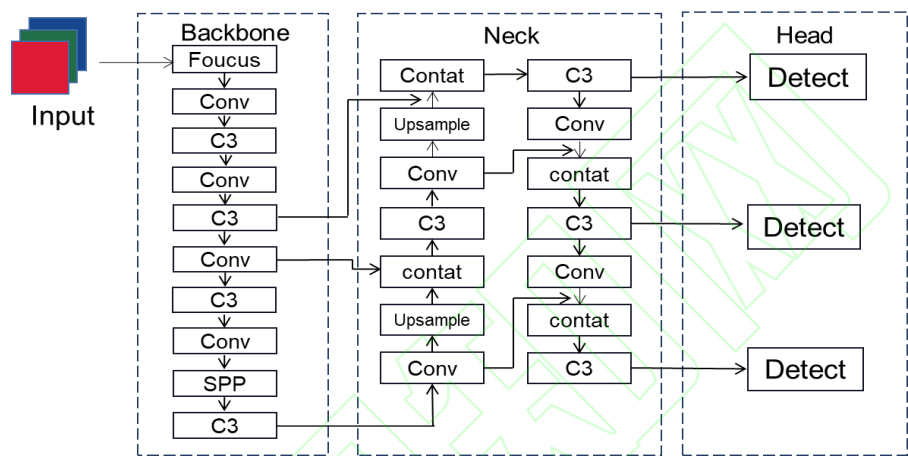 Input
Backbone
Foucus
Conv
C3
Conv
C3
Conv
C3
Conv
SPP
C3
Neck
Contat
Upsample
Conv
C3
contat
Upsample
Conv
C3
Conv
contat
C3
Conv
contat
C3
Head
Detect
Detect
Detect